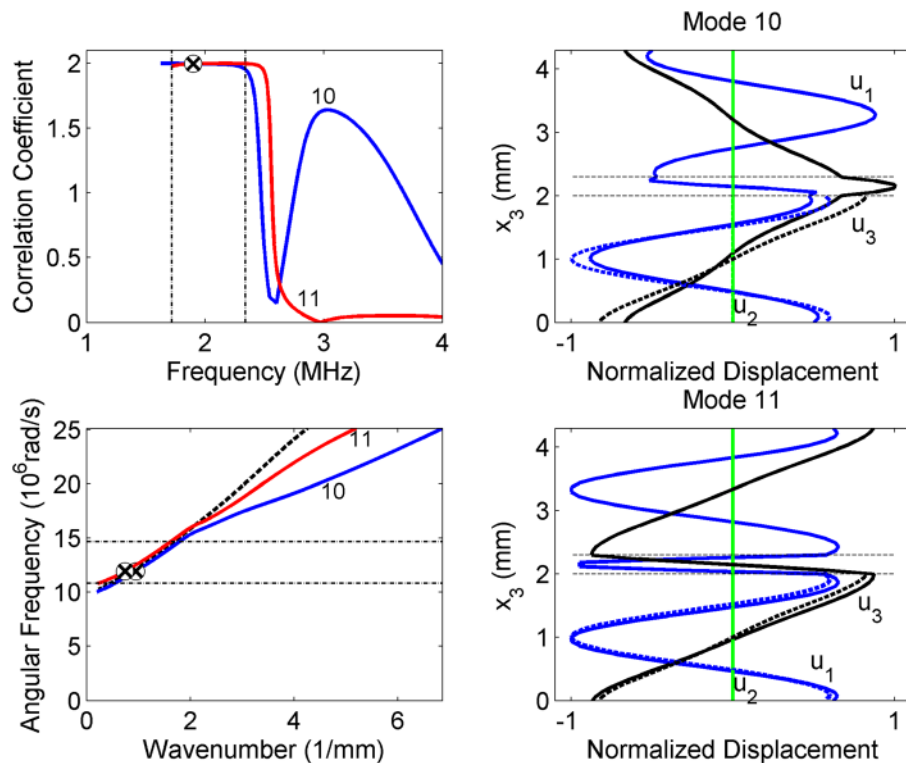 Correlation Coefficient
2
1.5
1
0.5
0
1
2
3
4
10
11
Frequency (MHz)
Mode 10
x3 (mm)
4
3
2
1
0
-1
0
1
u1
u3
u2
Normalized Displacement
Angular Frequency (10^6rad/s)
25
20
15
10
5
0
0
2
4
6
11
10
Wavenumber (1/mm)
Mode 11
x3 (mm)
4
3
2
1
0
-1
0
1
u3
u1
u2
Normalized Displacement